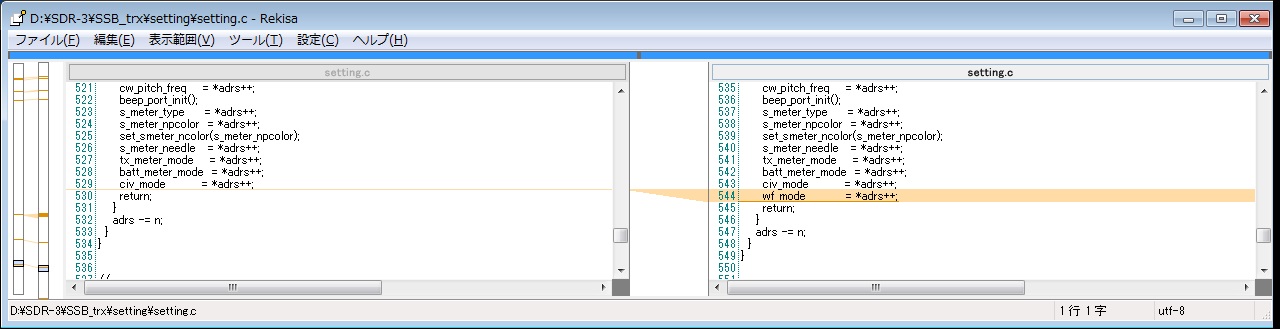 D:¥SDR-3¥SSB_trx¥setting¥setting.c - Rekisa
ファイル(F) 編集(E) 表示範囲(V) ツール(T) 設定(C) ヘルプ(H)
setting.c
521 cw_pitch_freq = *adrs++;
522 beep_port_init();
523 s_meter_type = *adrs++;
524 s_meter_npcolor = *adrs++;
525 set_smeter_ncolor(s_meter_npcolor);
526 s_meter_needle = *adrs++;
527 tx_meter_mode = *adrs++;
528 batt_meter_mode = *adrs++;
529 civ_mode = *adrs++;
530 return;
531 }
532 adrs -= n;
533 }
534 }
535
536
537 //
setting.c
535 cw_pitch_freq = *adrs++;
536 beep_port_init();
537 s_meter_type = *adrs++;
538 s_meter_npcolor = *adrs++;
539 set_smeter_ncolor(s_meter_npcolor);
540 s_meter_needle = *adrs++;
541 tx_meter_mode = *adrs++;
542 batt_meter_mode = *adrs++;
543 civ_mode = *adrs++;
544 wf_mode = *adrs++;
545 return;
546 }
547 adrs -= n;
548 }
549 }
550
551
D:¥SDR-3¥SSB_trx¥setting¥setting.c 1 行 1 字 utf-8